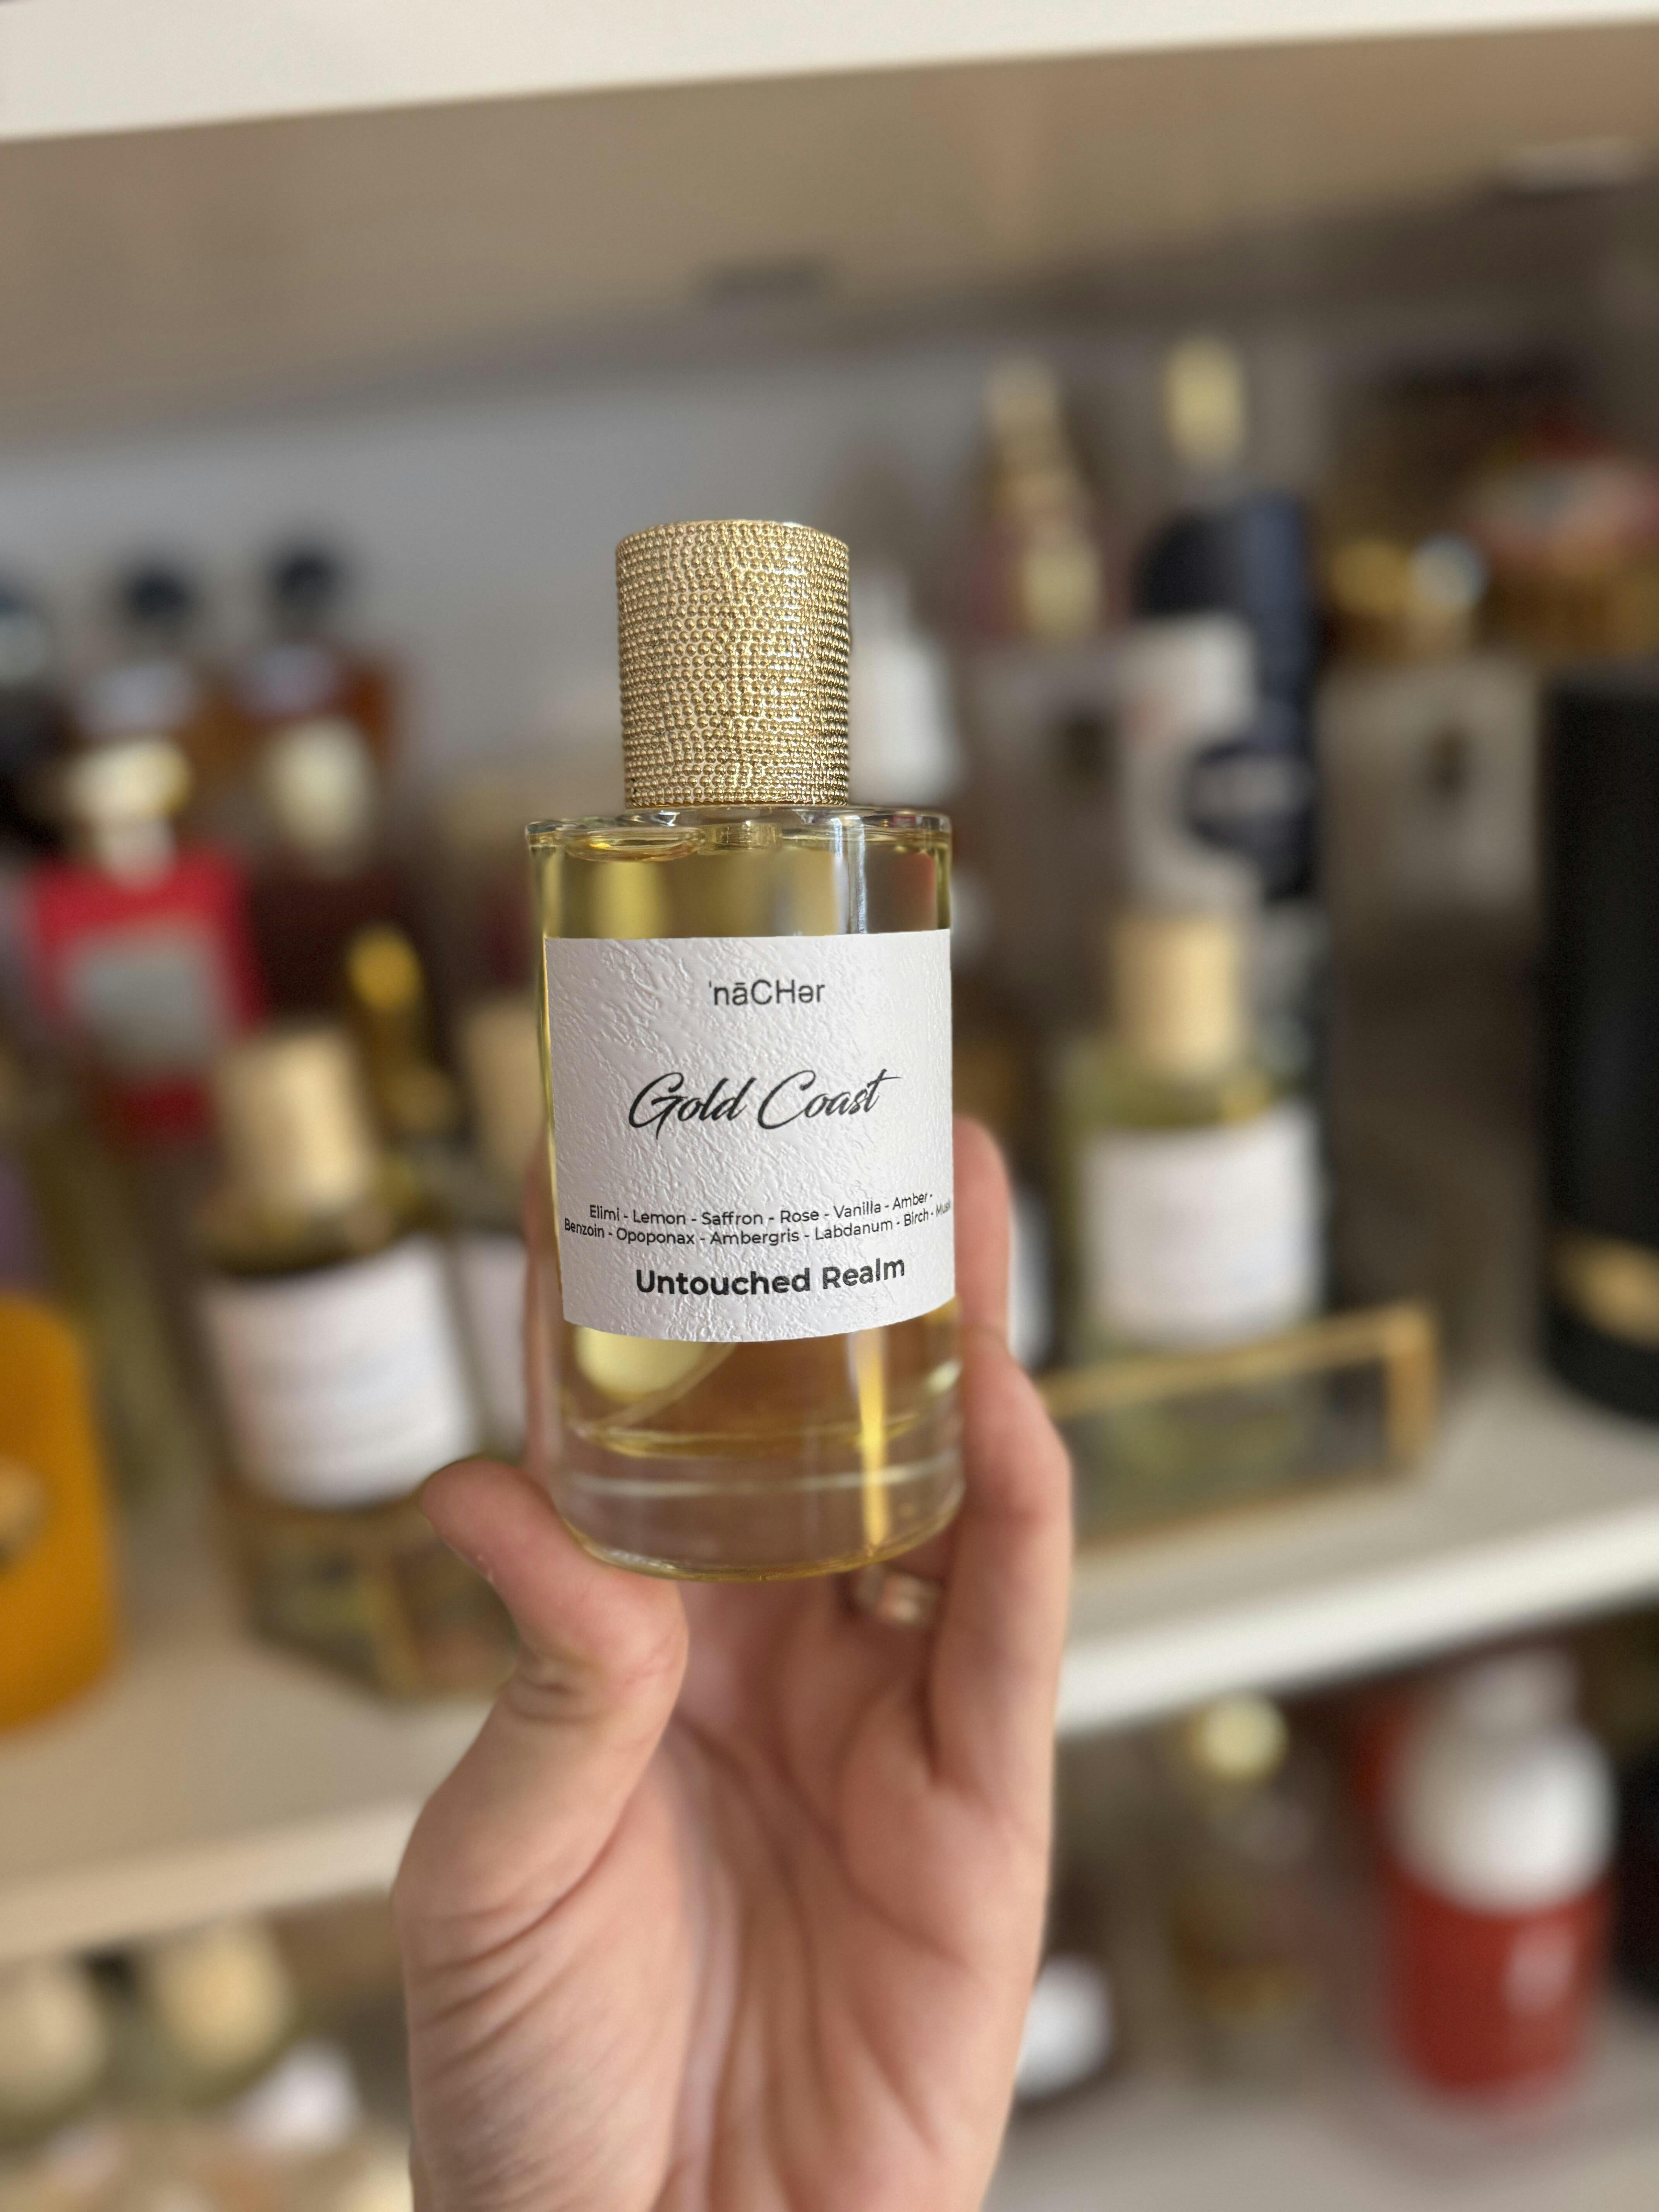 ˈnāCHər
Gold Coast
Elimi - Lemon - Saffron - Rose - Vanilla - Amber -
Benzoin - Opoponax - Ambergris - Labdanum - Birch - Musk
Untouched Realm